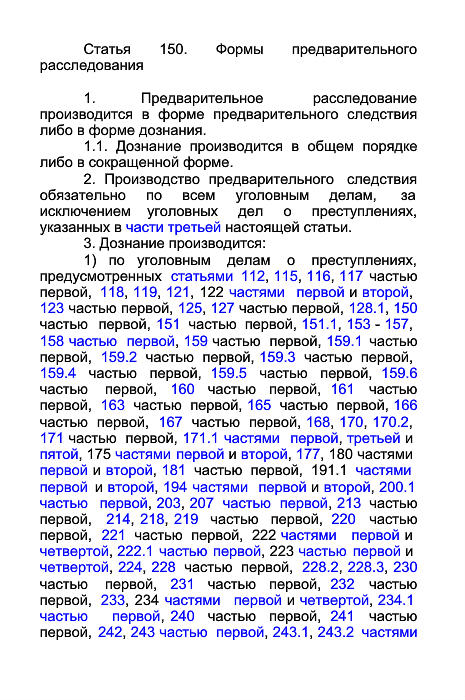 Статья 150. Формы предварительного
расследования
1. Предварительное расследование
производится в форме предварительного следствия
либо в форме дознания.
1.1. Дознание производится в общем порядке
либо в сокращенной форме.
2. Производство предварительного следствия
обязательно по всем уголовным делам, за
исключением уголовных дел о преступлениях,
указанных в части третьей настоящей статьи.
3. Дознание производится:
1) по уголовным делам о преступлениях,
предусмотренных статьями 112, 115, 116, 117 частью
первой, 118, 119, 121, 122 частями первой и второй,
123 частью первой, 125, 127 частью первой, 128.1, 150
частью первой, 151 частью первой, 151.1, 153 - 157,
158 частью первой, 159 частью первой, 159.1 частью
первой, 159.2 частью первой, 159.3 частью первой,
159.4 частью первой, 159.5 частью первой, 159.6
частью первой, 160 частью первой, 161 частью
первой, 163 частью первой, 165 частью первой, 166
частью первой, 167 частью первой, 168, 170, 170.2,
171 частью первой, 171.1 частями первой, третьей и
пятой, 175 частями первой и второй, 177, 180 частями
первой и второй, 181 частью первой, 191.1 частями
первой и второй, 194 частями первой и второй, 200.1
частью первой, 203, 207 частью первой, 213 частью
первой, 214, 218, 219 частью первой, 220 частью
первой, 221 частью первой, 222 частями первой и
четвертой, 222.1 частью первой, 223 частью первой и
четвертой, 224, 228 частью первой, 228.2, 228.3, 230
частью первой, 231 частью первой, 232 частью
первой, 233, 234 частями первой и четвертой, 234.1
частью первой, 240 частью первой, 241 частью
первой, 242, 243 частью первой, 243.1, 243.2 частями